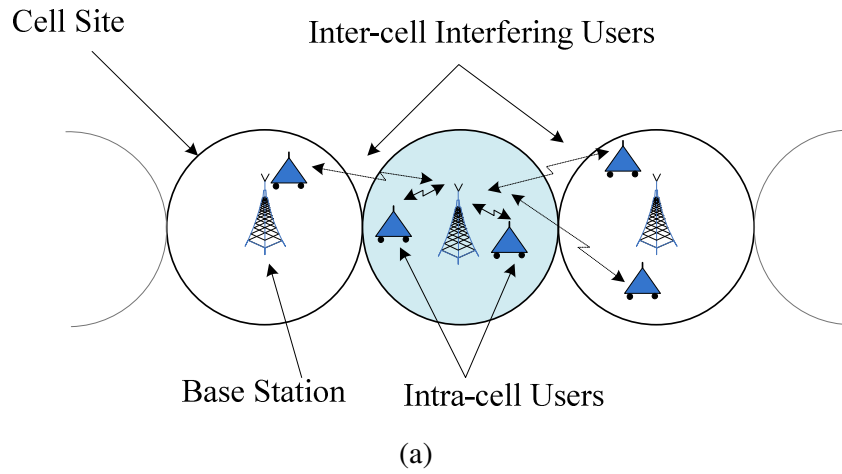 Cell Site
Inter-cell Interfering Users
Base Station
Intra-cell Users
(a)